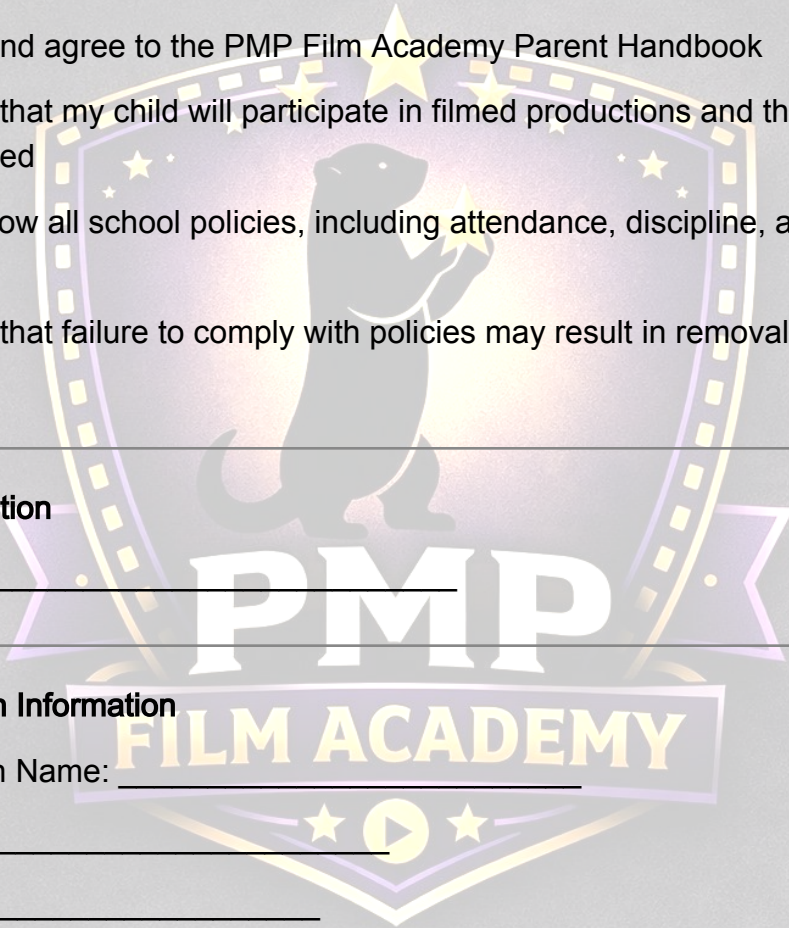 nd agree to the PMP Film Academy Parent Handbook
that my child will participate in filmed productions and th
ed
ow all school policies, including attendance, discipline, a
that failure to comply with policies may result in removal
tion
PMP
n Information
FILM ACADEMY
n Name: